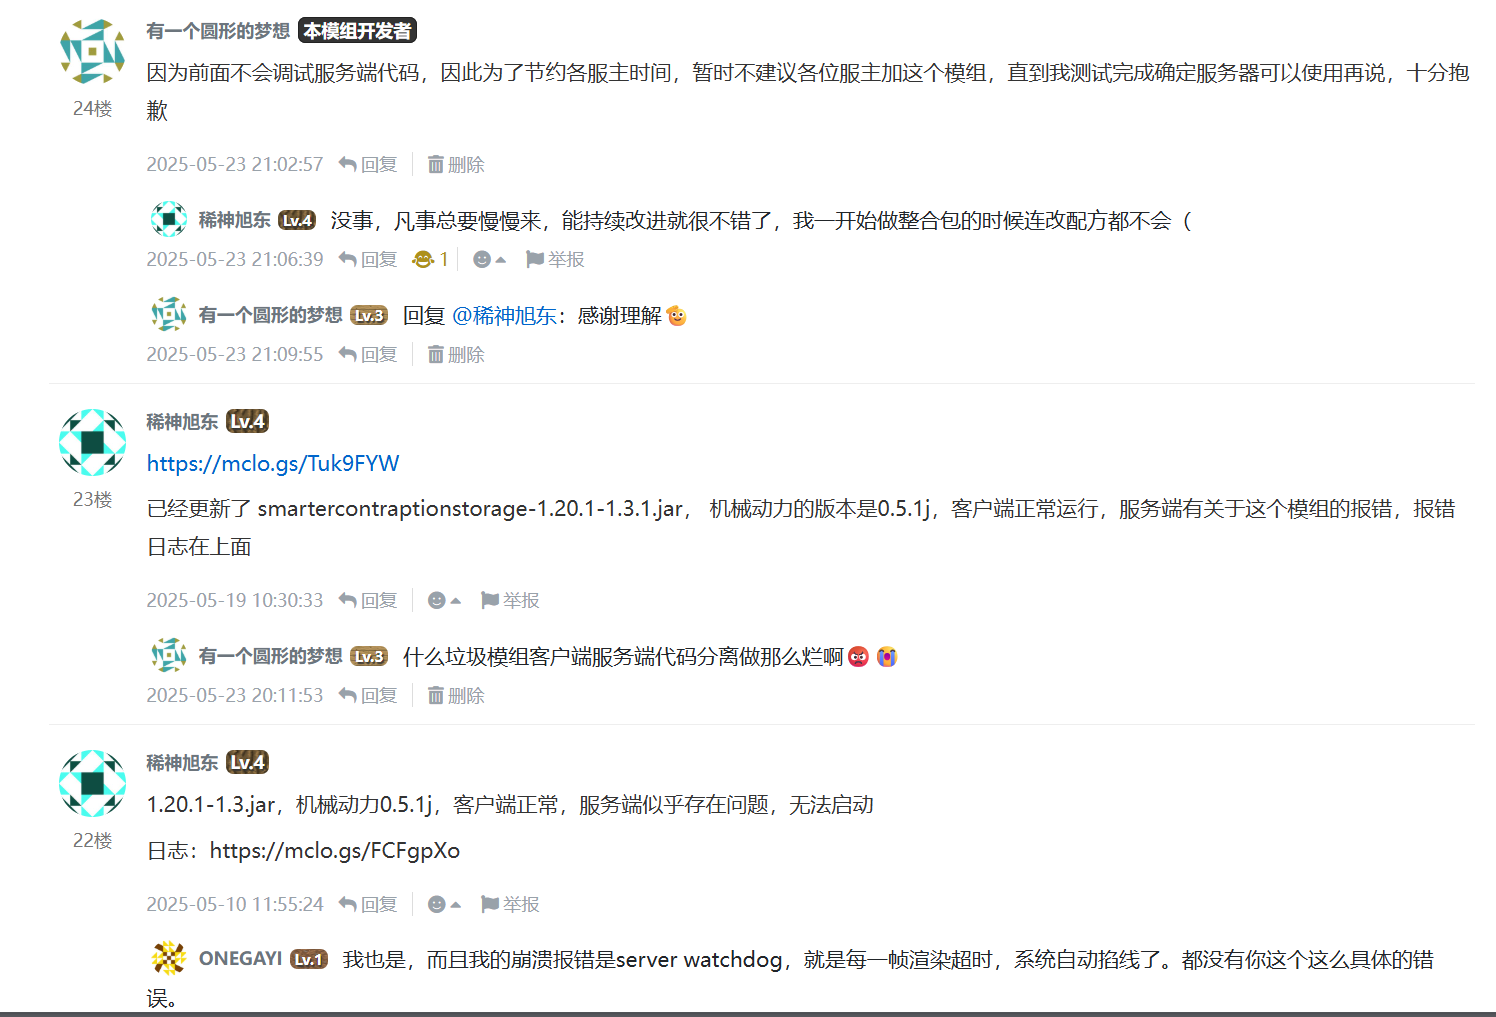 有一个圆形的梦想 本模组开发者
因为前面不会调试服务端代码，因此为了节约各服主时间，暂时不建议各位服主加这个模组，直到我测试完成确定服务器可以使用再说，十分抱
24楼
歉
2025-05-23 21:02:57 回复 删除
稀神旭东 Lv.4 没事，凡事总要慢慢来，能持续改进就很不错了，我一开始做整合包的时候连改配方都不会（
2025-05-23 21:06:39 回复 1 举报
有一个圆形的梦想 Lv.3 回复 @稀神旭东：感谢理解
2025-05-23 21:09:55 回复 删除
稀神旭东 Lv.4
https://mclo.gs/Tuk9FYW
23楼
已经更新了 smartercontraptionstorage-1.20.1-1.3.1.jar， 机械动力的版本是0.5.1j，客户端正常运行，服务端有关于这个模组的报错，报错
日志在上面
2025-05-19 10:30:33 回复 举报
有一个圆形的梦想 Lv.3 什么垃圾模组客户端服务端代码分离做那么烂啊
2025-05-23 20:11:53 回复 删除
稀神旭东 Lv.4
1.20.1-1.3.jar，机械动力0.5.1j，客户端正常，服务端似乎存在问题，无法启动
22楼
日志：https://mclo.gs/FCFgpXo
2025-05-10 11:55:24 回复 举报
ONEGAYI Lv.1 我也是，而且我的崩溃报错是server watchdog，就是每一帧渲染超时，系统自动掐线了。都没有你这个这么具体的错
误。